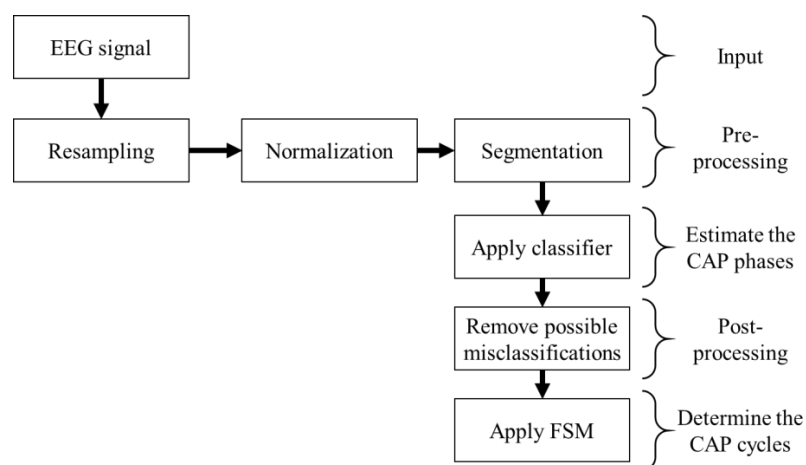 EEG signal
Input
Resampling
Normalization
Segmentation
Pre-
processing
Apply classifier
Estimate the
CAP phases
Remove possible
misclassifications
Post-
processing
Apply FSM
Determine the
CAP cycles